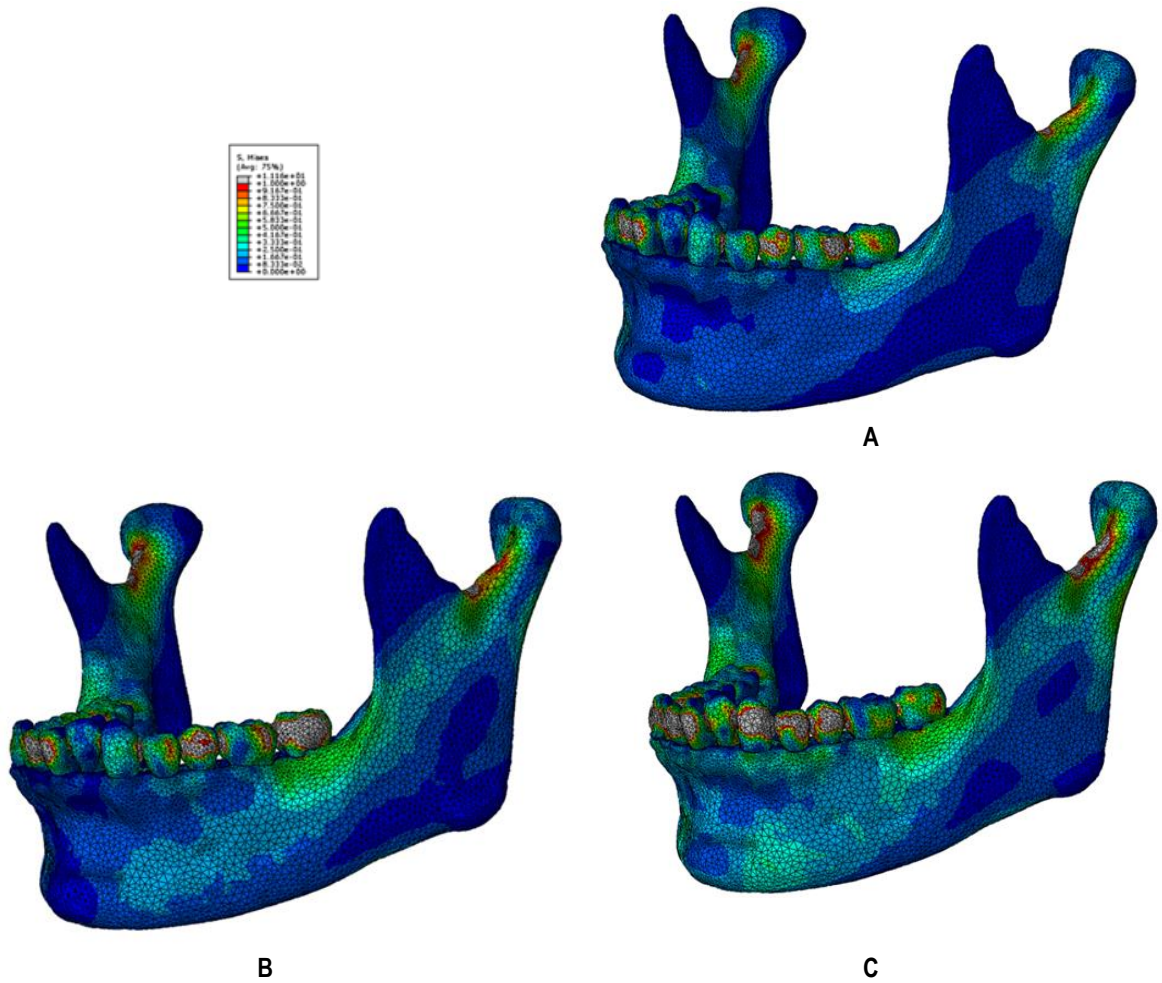 S, Mises
(Avg: 75%)
+1.116e+01
+1.000e+00
+9.167e-01
+8.333e-01
+7.500e-01
+6.667e-01
+5.833e-01
+5.000e-01
+4.167e-01
+3.333e-01
+2.500e-01
+1.667e-01
+8.333e-02
+0.000e+00
A
B
C